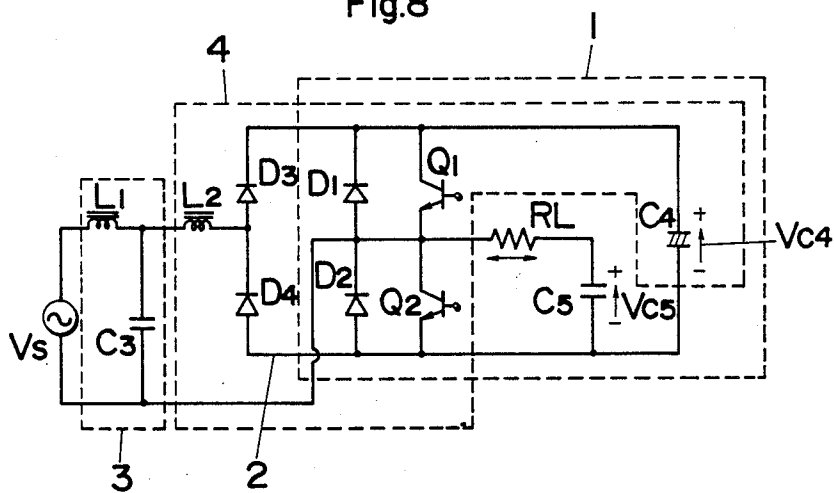 Fig.8
1
4
Q1
D3
D1
L1
L2
RL
C4
+
Vc4
−
D2
D4
Q2
C5
+
Vc5
−
C3
Vs
3
2